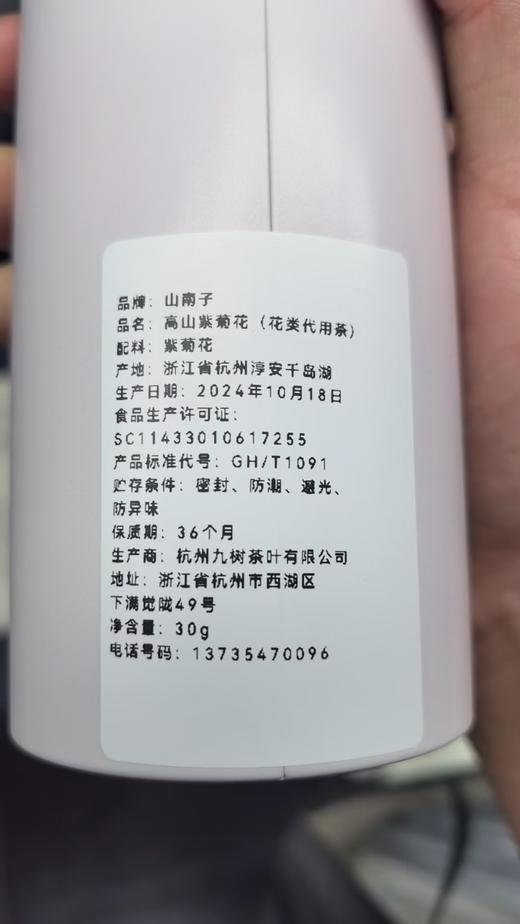 品牌：山南子
品名：高山紫菊花（花类代用茶）
配料：紫菊花
产地：浙江省杭州淳安千岛湖
生产日期：2024年10月18日
食品生产许可证：
SC11433010617255
产品标准代号：GH/T1091
贮存条件：密封、防潮、避光、
防异味
保质期：36个月
生产商：杭州九树茶叶有限公司
地址：浙江省杭州市西湖区
下满觉陇49号
净含量：30g
电话号码：13735470096